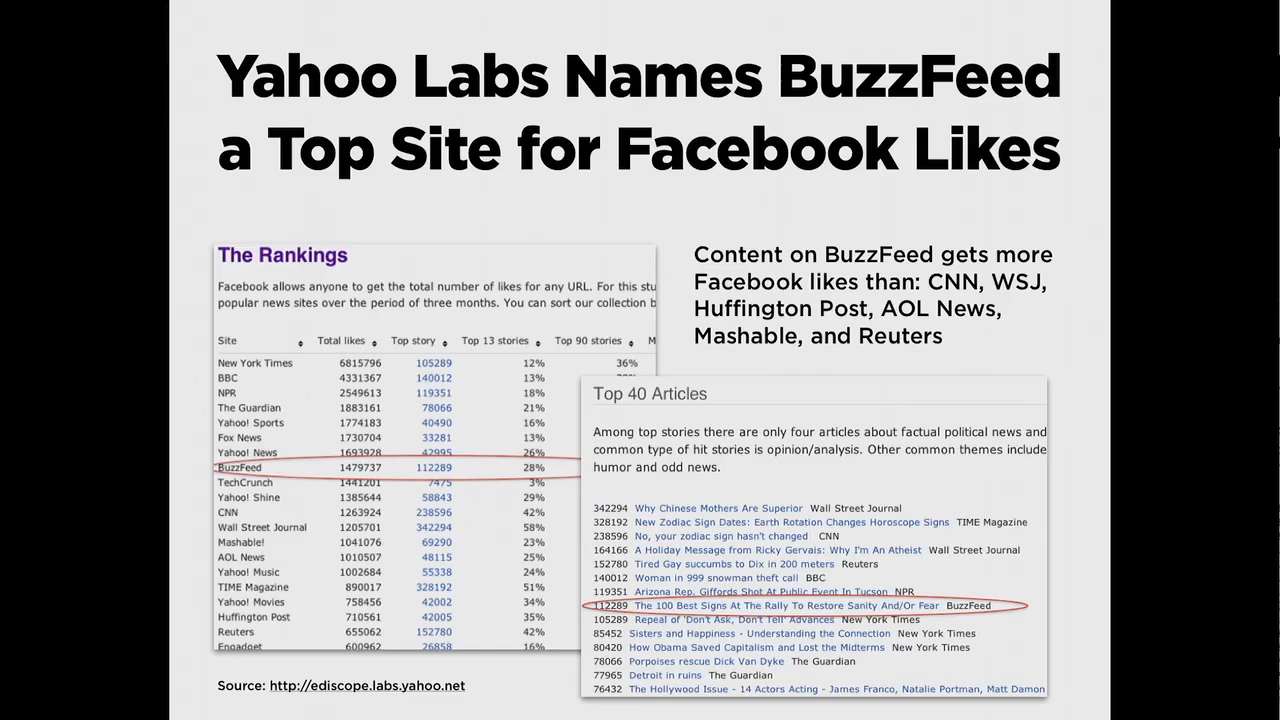 Yahoo Labs Names BuzzFeed
a Top Site for Facebook Likes
The Rankings
Facebook allows anyone to get the total number of likes for any URL. For this stu
popular news sites over the period of three months. You can sort our collection b
Site Total likes Top story Top 13 stories Top 90 stories M
New York Times 6815796 105289 12% 36%
BBC 4331367 140012 13%
NPR 2549613 119351 18%
The Guardian 1883161 78066 21%
Yahoo! Sports 1774183 40490 16%
Fox News 1730704 33281 13%
Yahoo! News 1693928 42995 26%
BuzzFeed 1479737 112289 28%
TechCrunch 1441201 7475 3%
Yahoo! Shine 1385644 58843 29%
CNN 1263924 238596 42%
Wall Street Journal 1205701 342294 58%
Mashable! 1041076 69290 23%
AOL News 1010507 48115 25%
Yahoo! Music 1002684 55338 24%
TIME Magazine 890017 328192 51%
Yahoo! Movies 758456 42002 34%
Huffington Post 710561 42005 35%
Reuters 655062 152780 42%
Engadget 600962 26858 16%
Source: http://ediscope.labs.yahoo.net
Content on BuzzFeed gets more
Facebook likes than: CNN, WSJ,
Huffington Post, AOL News,
Mashable, and Reuters
Top 40 Articles
Among top stories there are only four articles about factual political news and
common type of hit stories is opinion/analysis. Other common themes include
humor and odd news.
342294 Why Chinese Mothers Are Superior Wall Street Journal
328192 New Zodiac Sign Dates: Earth Rotation Changes Horoscope Signs TIME Magazine
238596 No, your zodiac sign hasn't changed CNN
164166 A Holiday Message from Ricky Gervais: Why I'm An Atheist Wall Street Journal
152780 Tired Gay succumbs to Dix in 200 meters Reuters
140012 Woman in 999 snowman theft call BBC
119351 Arizona Rep. Giffords Shot At Public Event In Tucson NPR
112289 The 100 Best Signs At The Rally To Restore Sanity And/Or Fear BuzzFeed
105289 Repeal of 'Don't Ask, Don't Tell' Advances New York Times
85452 Sisters and Happiness - Understanding the Connection New York Times
80420 How Obama Saved Capitalism and Lost the Midterms New York Times
78066 Porpoises rescue Dick Van Dyke The Guardian
77965 Detroit in ruins The Guardian
76432 The Hollywood Issue - 14 Actors Acting - James Franco, Natalie Portman, Matt Damon